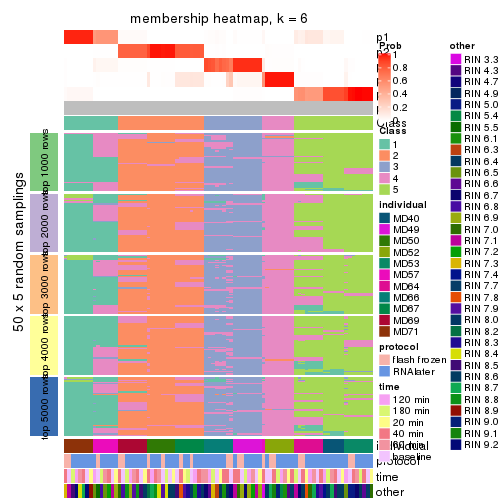 membership heatmap, k = 6
p1
p2
Class
protocol
time
other
50 x 5 random samplings
top 1000 rows
top 2000 rows
top 3000 rows
top 4000 rows
top 5000 rows
Prob
1
0.8
0.6
0.4
0.2
0
Class
1
2
3
4
5
individual
MD40
MD49
MD50
MD52
MD53
MD57
MD64
MD66
MD67
MD69
MD71
protocol
flash frozen
RNAlater
time
120 min
180 min
20 min
40 min
60 min
baseline
other
RIN 3.3
RIN 4.3
RIN 4.7
RIN 4.9
RIN 5.0
RIN 5.4
RIN 5.5
RIN 6.1
RIN 6.3
RIN 6.4
RIN 6.5
RIN 6.6
RIN 6.7
RIN 6.8
RIN 6.9
RIN 7.0
RIN 7.1
RIN 7.2
RIN 7.3
RIN 7.4
RIN 7.7
RIN 7.8
RIN 7.9
RIN 8.0
RIN 8.2
RIN 8.3
RIN 8.4
RIN 8.5
RIN 8.6
RIN 8.7
RIN 8.8
RIN 8.9
RIN 9.0
RIN 9.1
RIN 9.2